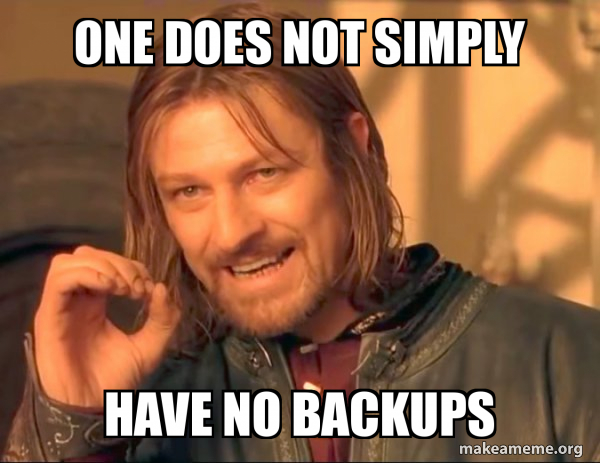 ONE DOES NOT SIMPLY
HAVE NO BACKUPS
makeameme.org